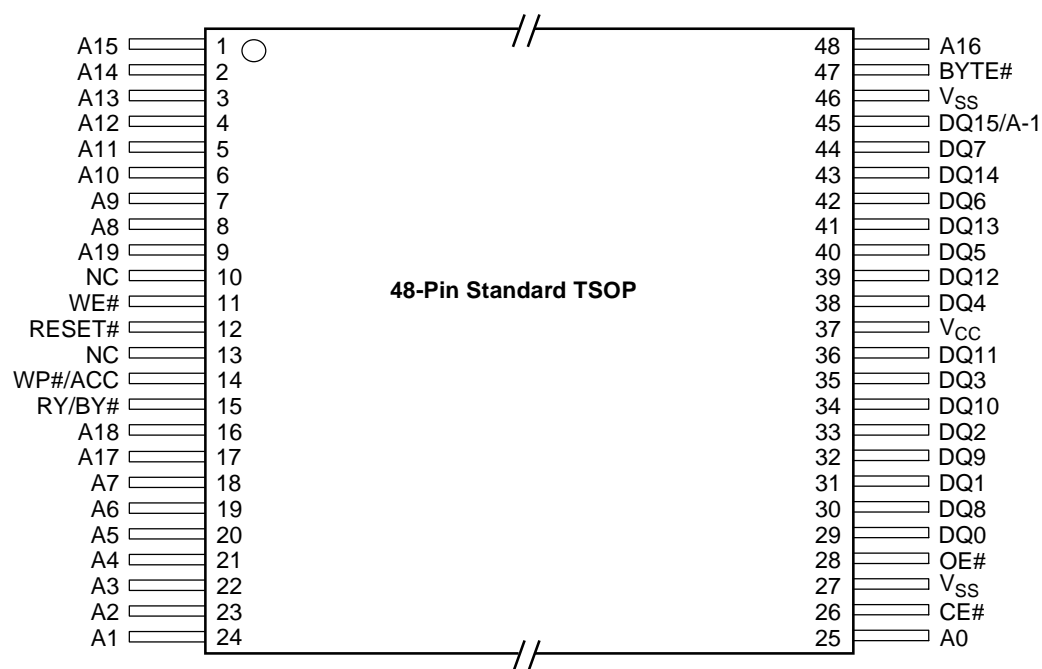 A15 1 48 A16
A14 2 47 BYTE#
A13 3 46 VSS
A12 4 45 DQ15/A-1
A11 5 44 DQ7
A10 6 43 DQ14
A9 7 42 DQ6
A8 8 41 DQ13
A19 9 40 DQ5
NC 10 39 DQ12
48-Pin Standard TSOP
WE# 11 38 DQ4
RESET# 12 37 VCC
NC 13 36 DQ11
WP#/ACC 14 35 DQ3
RY/BY# 15 34 DQ10
A18 16 33 DQ2
A17 17 32 DQ9
A7 18 31 DQ1
A6 19 30 DQ8
A5 20 29 DQ0
A4 21 28 OE#
A3 22 27 VSS
A2 23 26 CE#
A1 24 25 A0